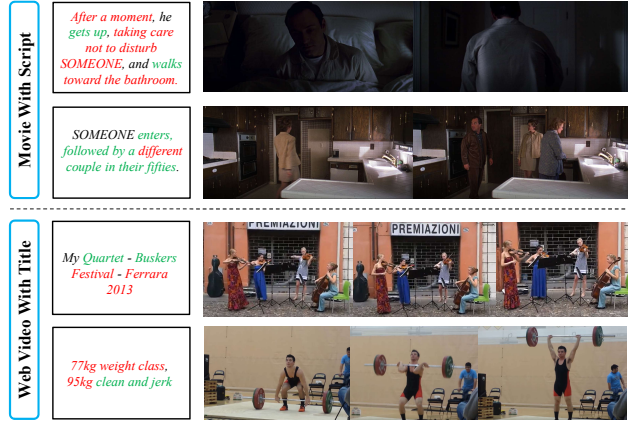 Movie With Script
After a moment, he
gets up, taking care
not to disturb
SOMEONE, and walks
toward the bathroom.
SOMEONE enters,
followed by a different
couple in their fifties.
Web Video With Title
My Quartet - Buskers
Festival - Ferrara
2013
PREMIAZIONI
PREMIAZIONI
77kg weight class,
95kg clean and jerk